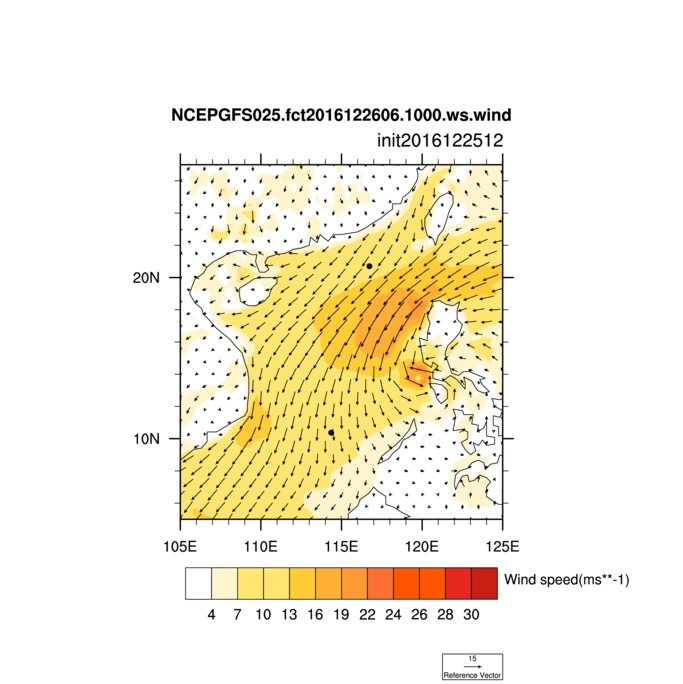 NCEPGFS025.fct2016122606.1000.ws.wind
init2016122512
20N
10N
105E 110E 115E 120E 125E
Wind speed(ms**-1)
4 7 10 13 16 19 22 24 26 28 30
15
Reference Vector